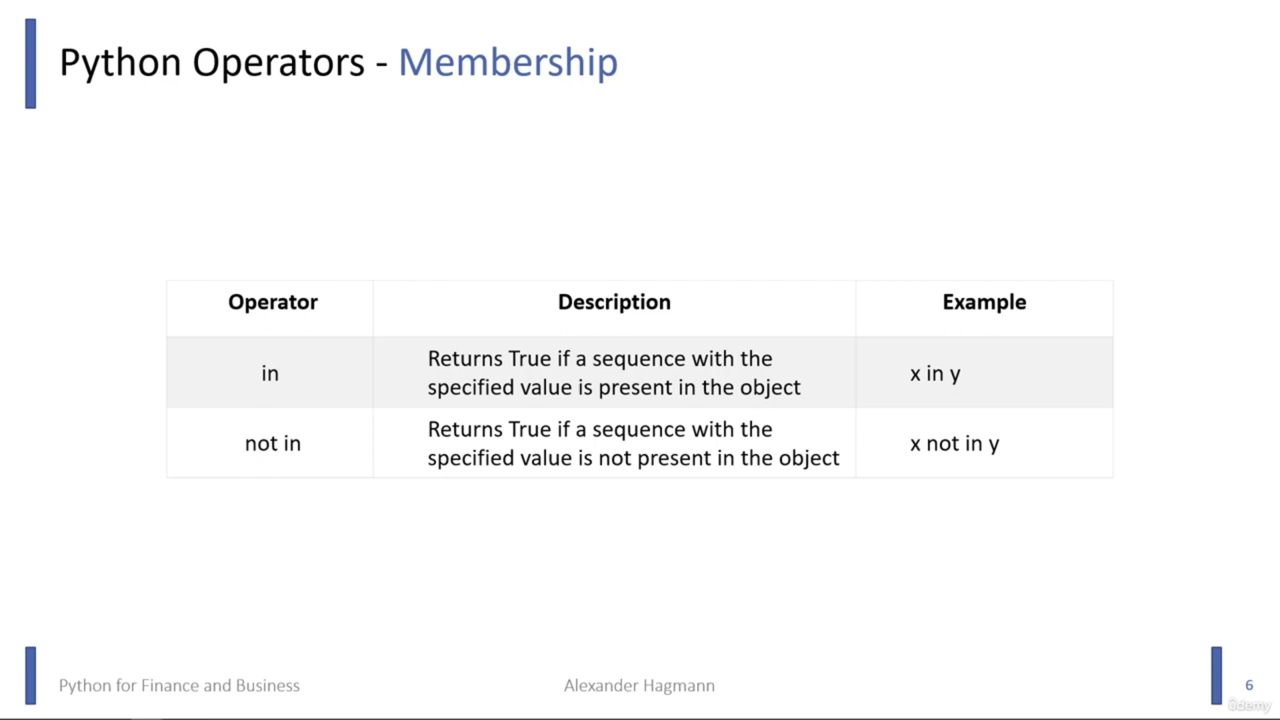 Python Operators - Membership
Operator Description Example
in
Returns True if a sequence with the
specified value is present in the object
x in y
not in
Returns True if a sequence with the
specified value is not present in the object
x not in y
Python for Finance and Business
Alexander Hagmann
6
ûdemy